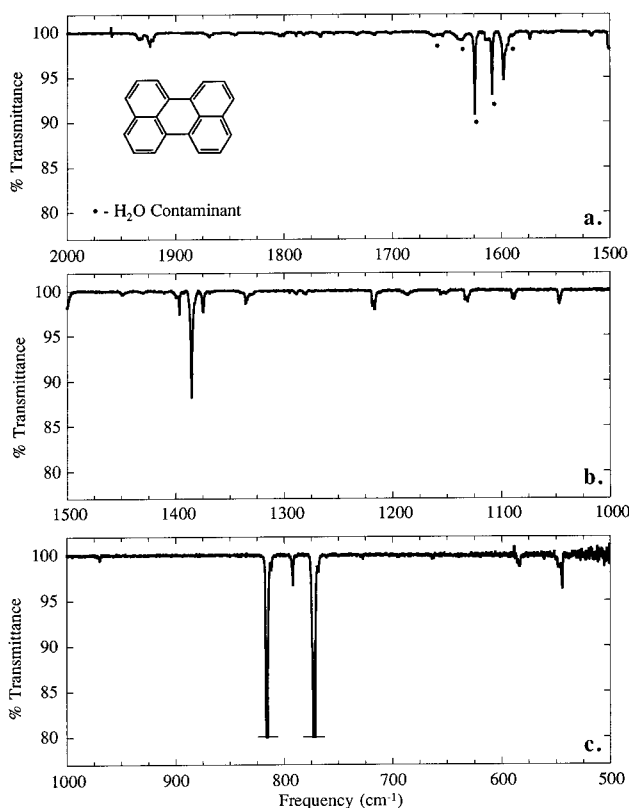 100
95
90
85
80
% Transmittance
• - H₂O Contaminant
a.
2000 1900 1800 1700 1600 1500
100
95
90
85
80
% Transmittance
b.
1500 1400 1300 1200 1100 1000
100
95
90
85
80
% Transmittance
c.
1000 900 800 700 600 500
Frequency (cm⁻¹)